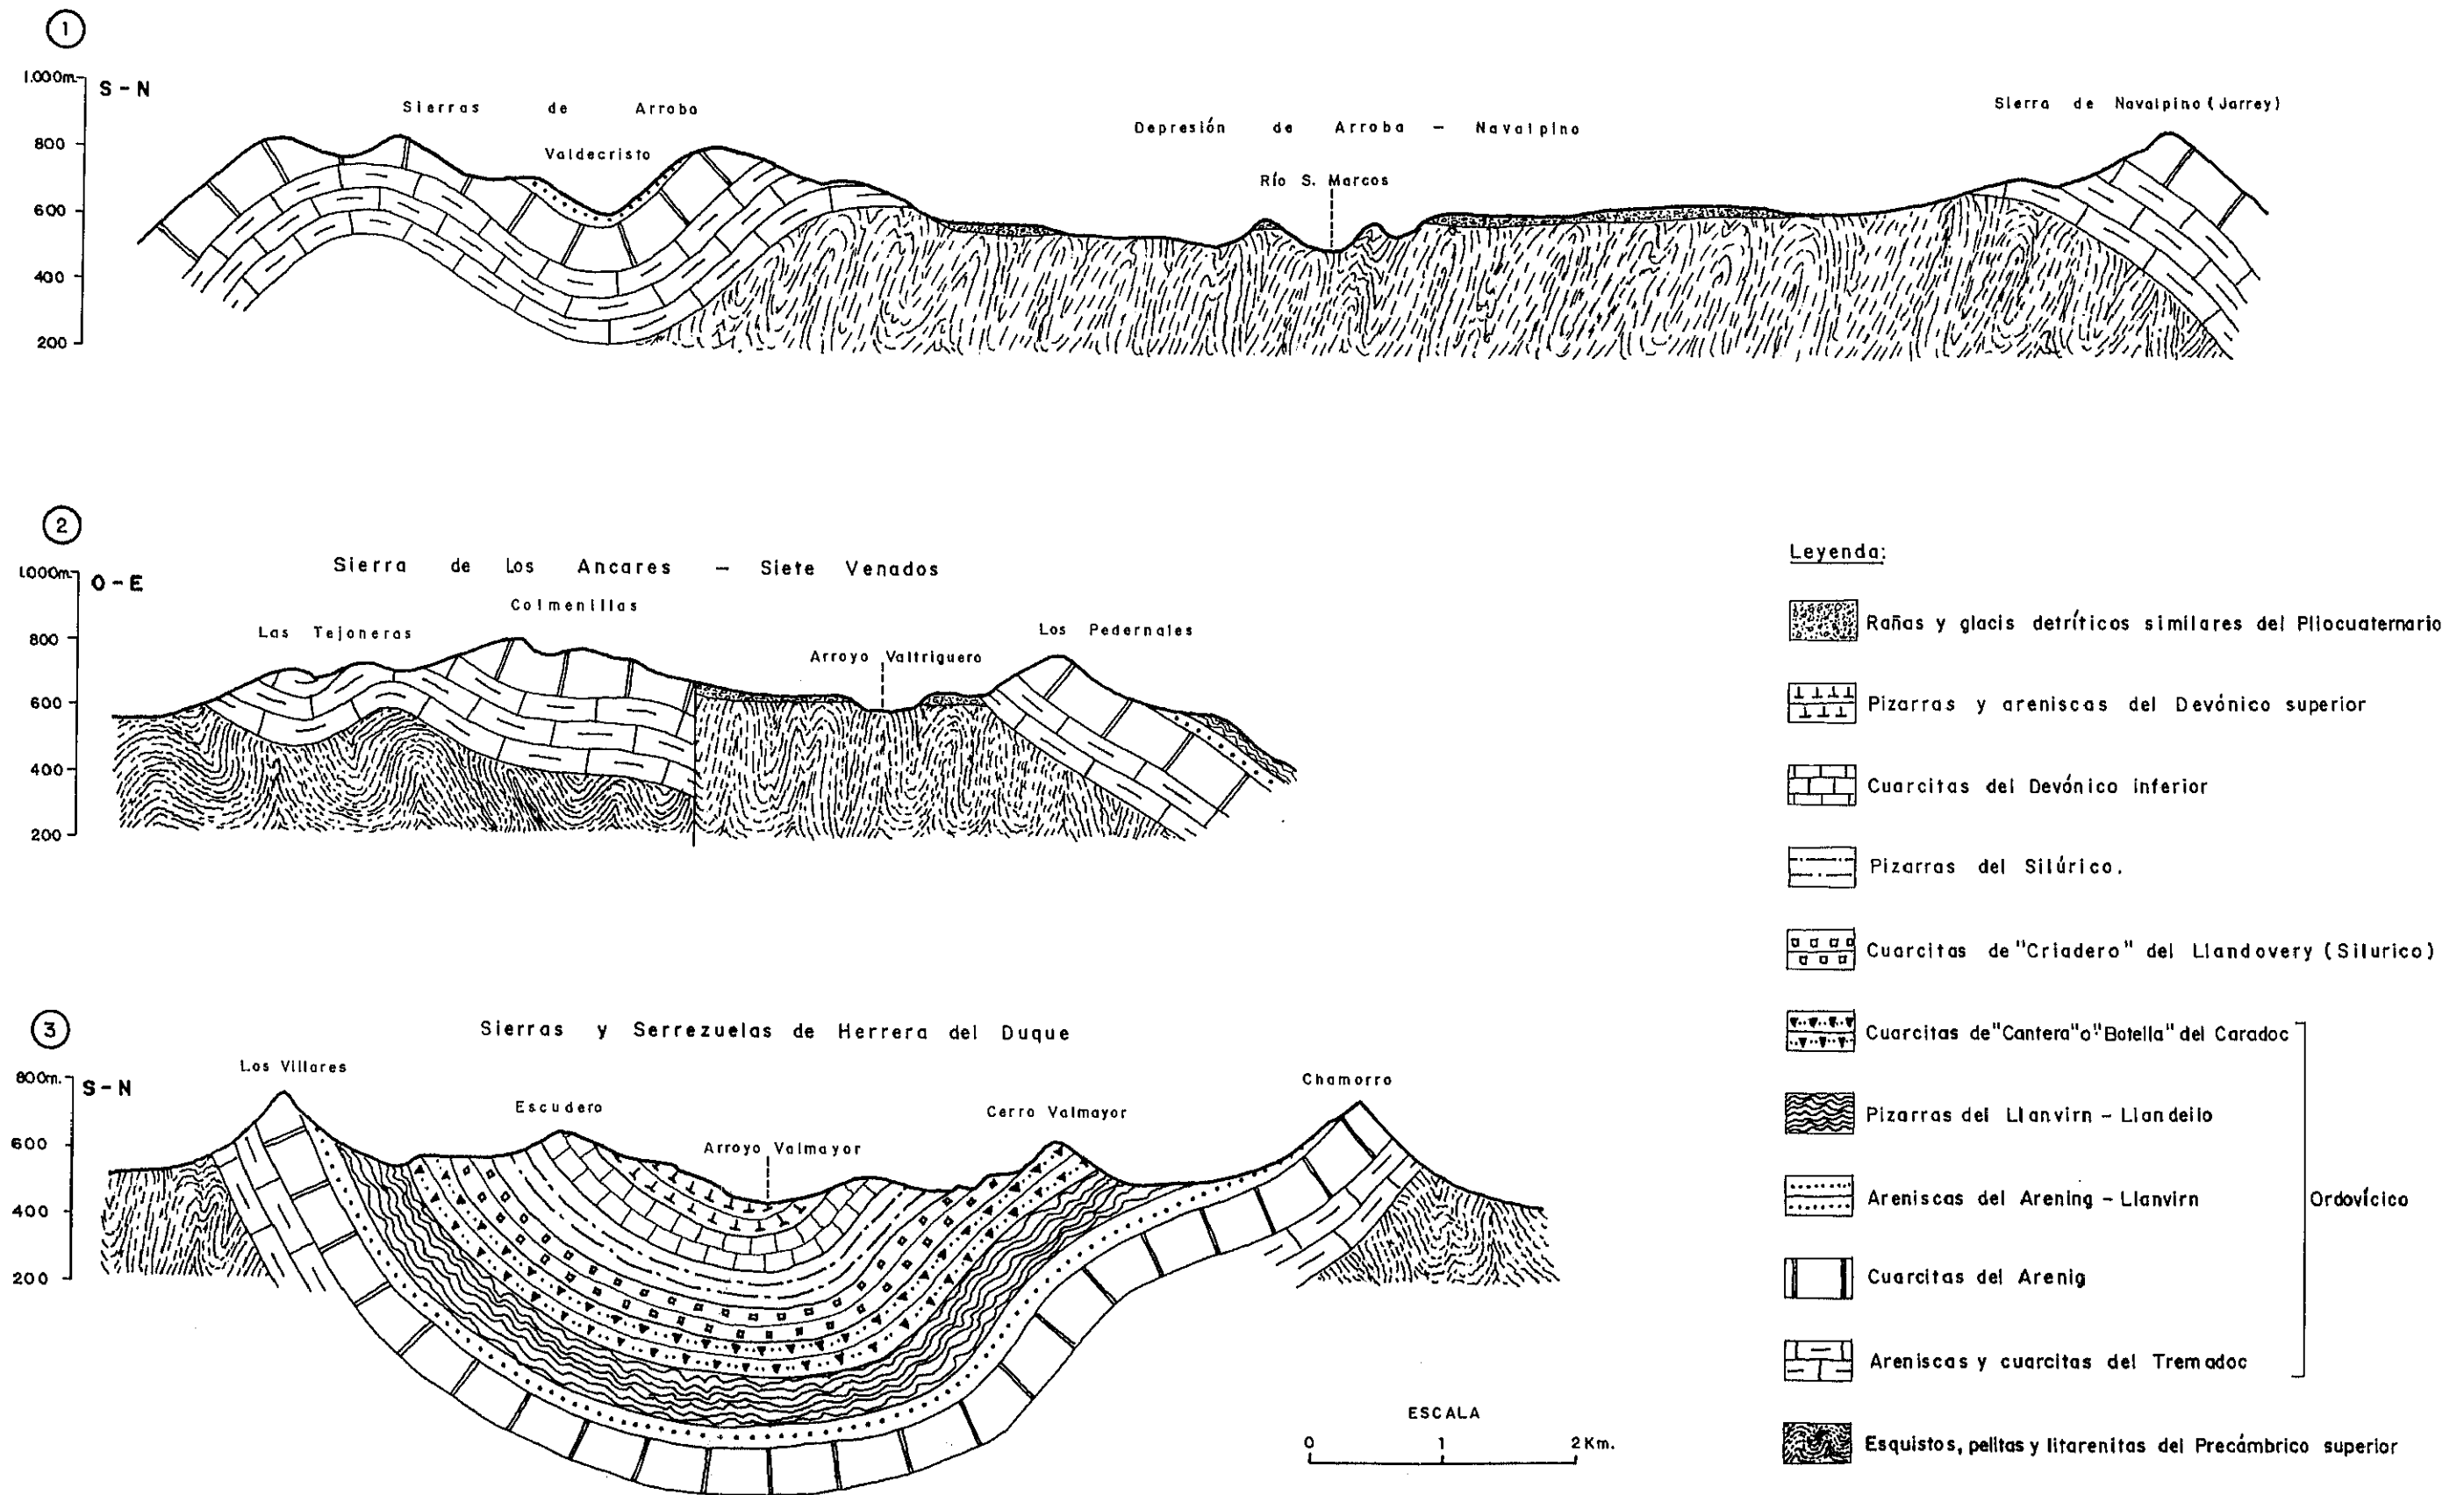 1
1.000m.
S - N
800
600
400
200
Sierras de Arroba
Valdecristo
Depresión de Arroba - Navalpino
Río S. Marcos
Sierra de Navalpino (Jarrey)
2
1.000m.
O - E
800
600
400
200
Sierra de Los Ancares - Siete Venados
Colmenillas
Las Tejoneras
Arroyo Valtriguero
Los Pedernales
3
800m.
S - N
600
400
200
Sierras y Serrezuelas de Herrera del Duque
Los Villares
Escudero
Arroyo Valmayor
Cerro Valmayor
Chamorro
Leyenda:
Rañas y glacis detríticos similares del Pliocuaternario
Pizarras y areniscas del Devónico superior
Cuarcitas del Devónico inferior
Pizarras del Silúrico.
Cuarcitas de "Criadero" del Llandovery (Silurico)
Cuarcitas de "Cantera" o "Botella" del Caradoc
Pizarras del Llanvirn - Llandeilo
Areniscas del Arening - Llanvirn
Cuarcitas del Arenig
Areniscas y cuarcitas del Tremadoc
Ordovícico
Esquistos, pelitas y litarenitas del Precámbrico superior
ESCALA
0 1 2 Km.